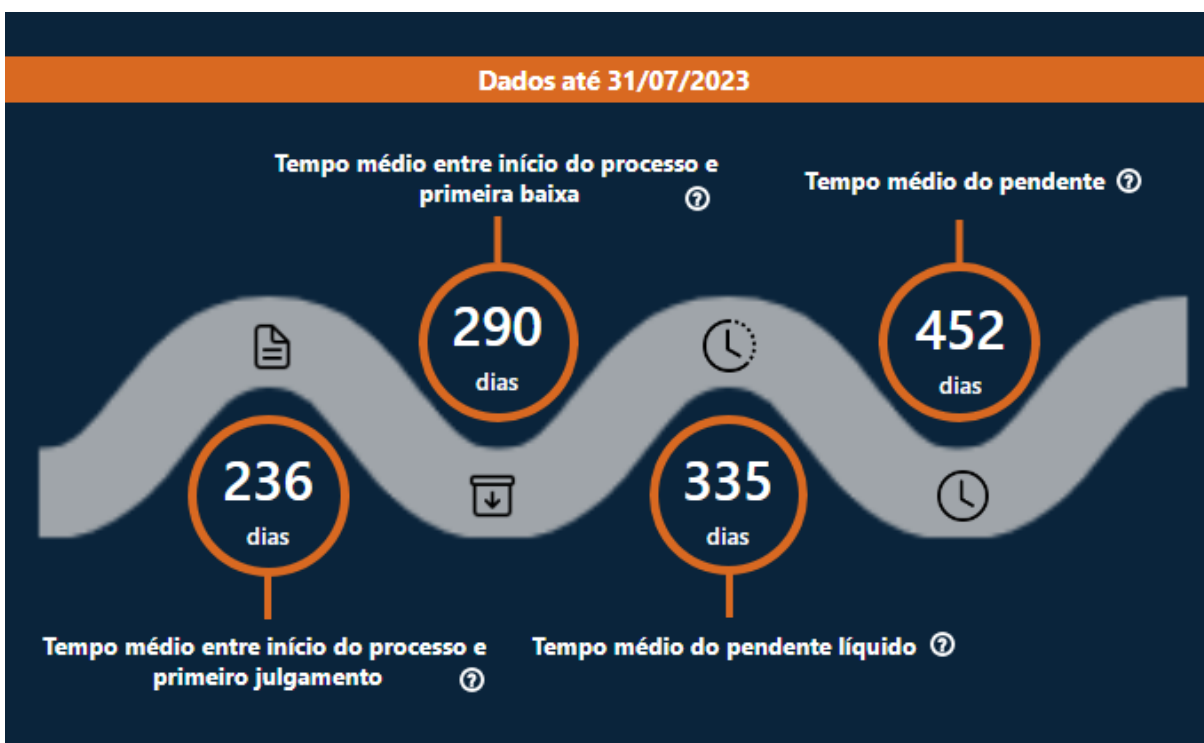 Dados até 31/07/2023
Tempo médio entre início do processo e
primeira baixa
Tempo médio do pendente
290
dias
452
dias
236
dias
335
dias
Tempo médio entre início do processo e
primeiro julgamento
Tempo médio do pendente líquido